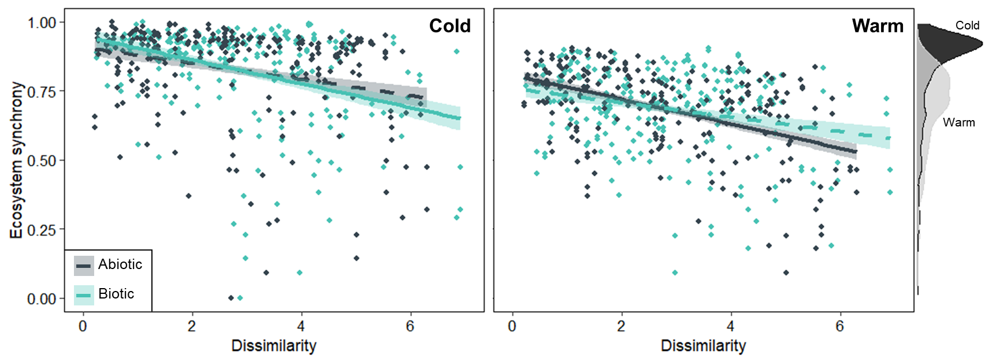 Cold
Warm
Cold
Warm
Ecosystem synchrony
1.00
0.75
0.50
0.25
0.00
Abiotic
Biotic
0 2 4 6
0 2 4 6
Dissimilarity
Dissimilarity